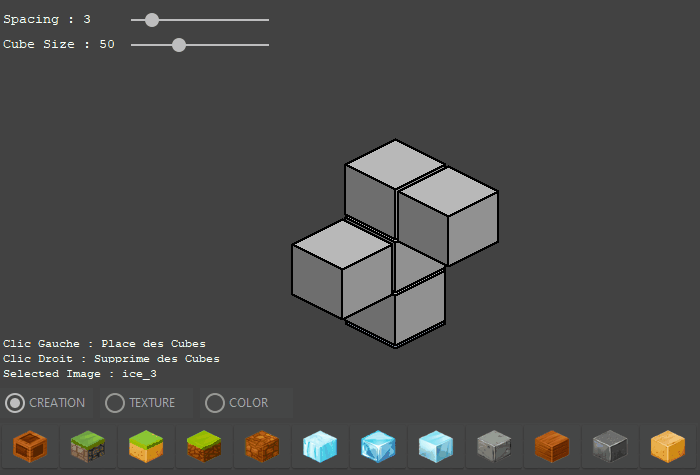 Spacing : 3
Cube Size : 50
Clic Gauche : Place des Cubes
Clic Droit : Supprime des Cubes
Selected Image : ice_3
CREATION TEXTURE COLOR